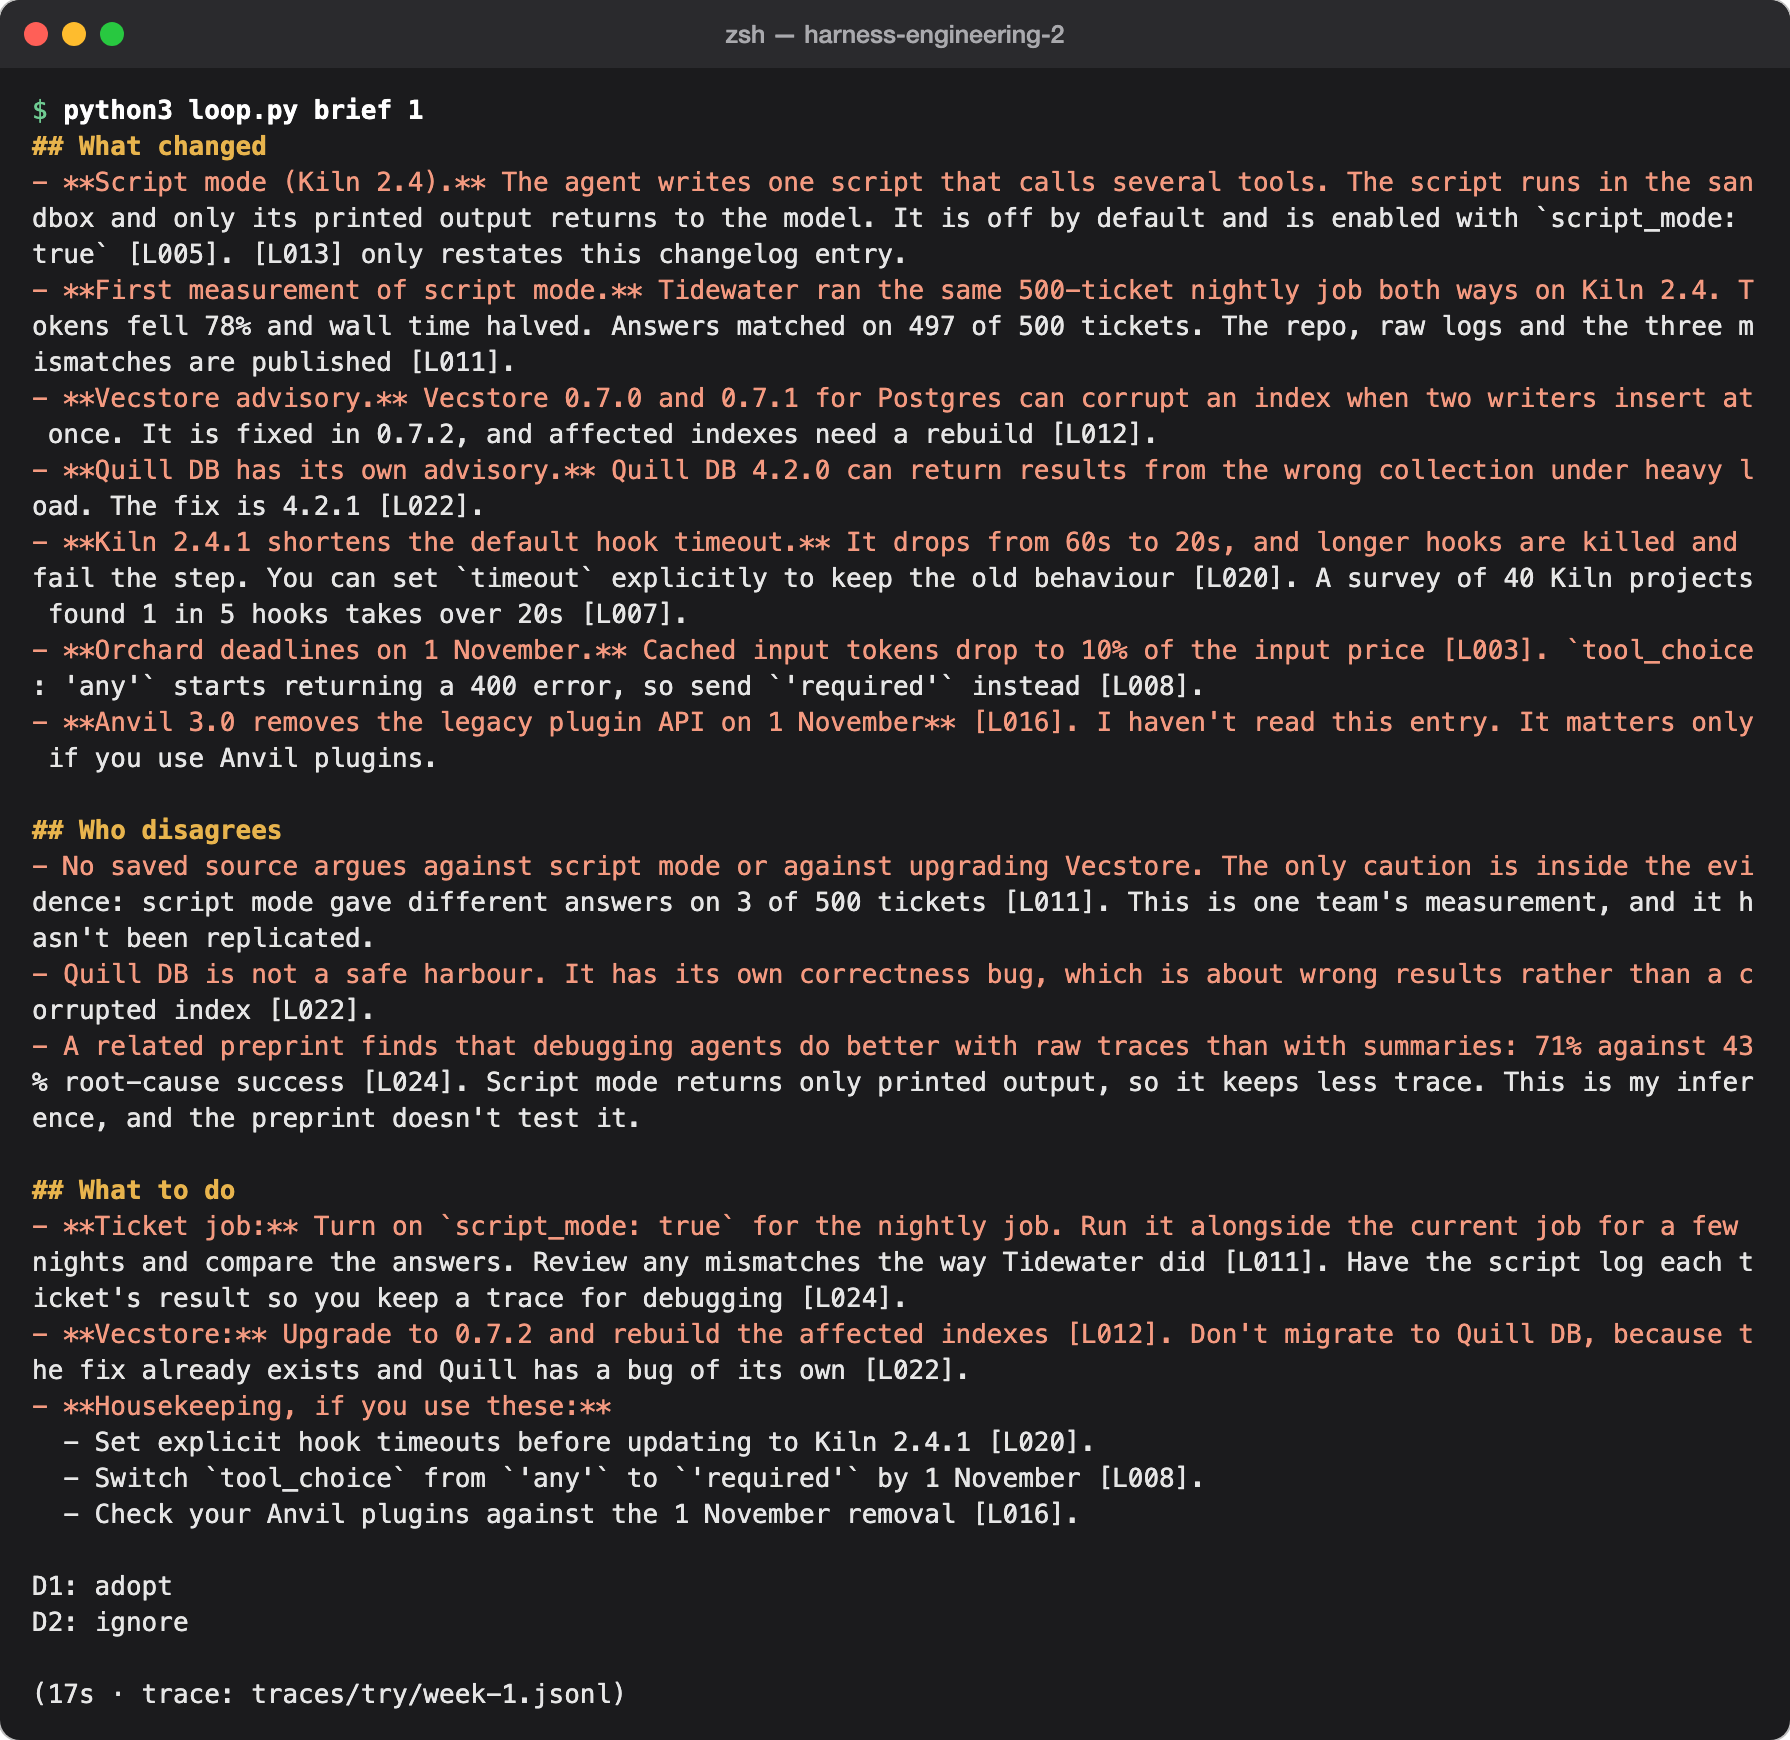 zsh — harness-engineering-2
$ python3 loop.py brief 1
## What changed
- **Script mode (Kiln 2.4).** The agent writes one script that calls several tools. The script runs in the san
dbox and only its printed output returns to the model. It is off by default and is enabled with `script_mode:
true` [L005]. [L013] only restates this changelog entry.
- **First measurement of script mode.** Tidewater ran the same 500-ticket nightly job both ways on Kiln 2.4. T
okens fell 78% and wall time halved. Answers matched on 497 of 500 tickets. The repo, raw logs and the three m
ismatches are published [L011].
- **Vecstore advisory.** Vecstore 0.7.0 and 0.7.1 for Postgres can corrupt an index when two writers insert at
 once. It is fixed in 0.7.2, and affected indexes need a rebuild [L012].
- **Quill DB has its own advisory.** Quill DB 4.2.0 can return results from the wrong collection under heavy l
oad. The fix is 4.2.1 [L022].
- **Kiln 2.4.1 shortens the default hook timeout.** It drops from 60s to 20s, and longer hooks are killed and
fail the step. You can set `timeout` explicitly to keep the old behaviour [L020]. A survey of 40 Kiln projects
 found 1 in 5 hooks takes over 20s [L007].
- **Orchard deadlines on 1 November.** Cached input tokens drop to 10% of the input price [L003]. `tool_choice
: 'any'` starts returning a 400 error, so send `'required'` instead [L008].
- **Anvil 3.0 removes the legacy plugin API on 1 November** [L016]. I haven't read this entry. It matters only
 if you use Anvil plugins.
## Who disagrees
- No saved source argues against script mode or against upgrading Vecstore. The only caution is inside the evi
dence: script mode gave different answers on 3 of 500 tickets [L011]. This is one team's measurement, and it h
asn't been replicated.
- Quill DB is not a safe harbour. It has its own correctness bug, which is about wrong results rather than a c
orrupted index [L022].
- A related preprint finds that debugging agents do better with raw traces than with summaries: 71% against 43
% root-cause success [L024]. Script mode returns only printed output, so it keeps less trace. This is my infer
ence, and the preprint doesn't test it.
## What to do
- **Ticket job:** Turn on `script_mode: true` for the nightly job. Run it alongside the current job for a few
nights and compare the answers. Review any mismatches the way Tidewater did [L011]. Have the script log each t
icket's result so you keep a trace for debugging [L024].
- **Vecstore:** Upgrade to 0.7.2 and rebuild the affected indexes [L012]. Don't migrate to Quill DB, because t
he fix already exists and Quill has a bug of its own [L022].
- **Housekeeping, if you use these:**
  - Set explicit hook timeouts before updating to Kiln 2.4.1 [L020].
  - Switch `tool_choice` from `'any'` to `'required'` by 1 November [L008].
  - Check your Anvil plugins against the 1 November removal [L016].
D1: adopt
D2: ignore
(17s · trace: traces/try/week-1.jsonl)